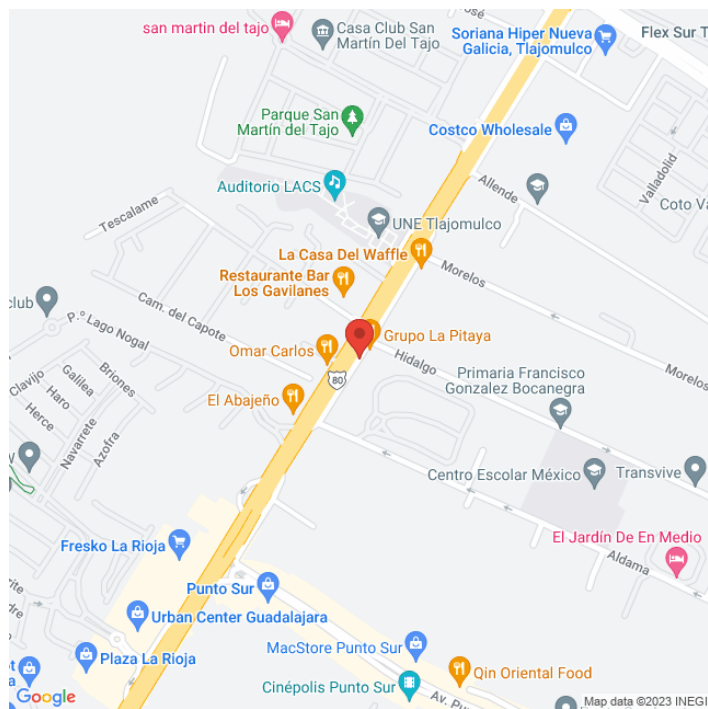 José
san martin del tajo
Casa Club San
Martín Del Tajo
Soriana Hiper Nueva
Galicia, Tlajomulco
Flex Sur T
Parque San
Martín del Tajo
Costco Wholesale
Valladolid
Auditorio LACS
Allende
Coto Va
Tescalame
UNE Tlajomulco
La Casa Del Waffle
Morelos
Restaurante Bar
Los Gavilanes
club
P.º Lago Nogal
Cam. del Capote
Omar Carlos
Grupo La Pitaya
Hidalgo
Morelos
80
Primaria Francisco
Gonzalez Bocanegra
Clavijo
Galilea
Briones
Haro
Herce
Navarrete
Azofra
El Abajeño
Centro Escolar México
Transvive
Fresko La Rioja
El Jardín De En Medio
Aldama
Punto Sur
Urban Center Guadalajara
Plaza La Rioja
MacStore Punto Sur
Qin Oriental Food
Cinépolis Punto Sur
Av. Pun
Google
Map data ©2023 INEGI